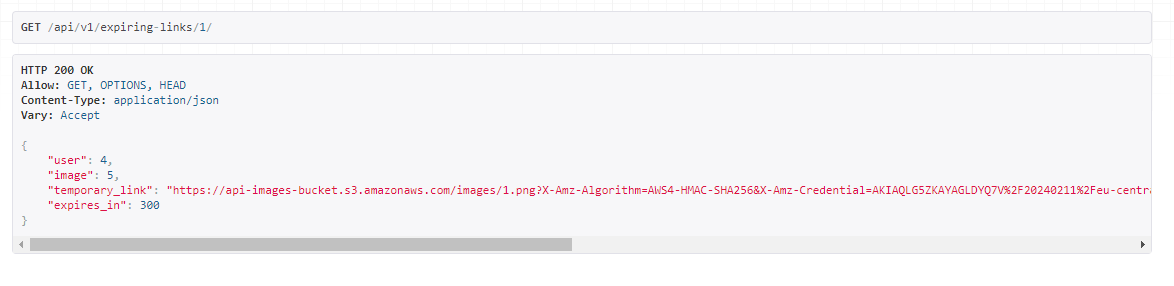 GET /api/v1/expiring-links/1/
HTTP 200 OK
Allow: GET, OPTIONS, HEAD
Content-Type: application/json
Vary: Accept
{
"user": 4,
"image": 5,
"temporary_link": "https://api-images-bucket.s3.amazonaws.com/images/1.png?X-Amz-Algorithm=AWS4-HMAC-SHA256&X-Amz-Credential=AKIAQLG5ZKAYAGLDYQ7V%2F20240211%2Feu-centra
"expires_in": 300
}